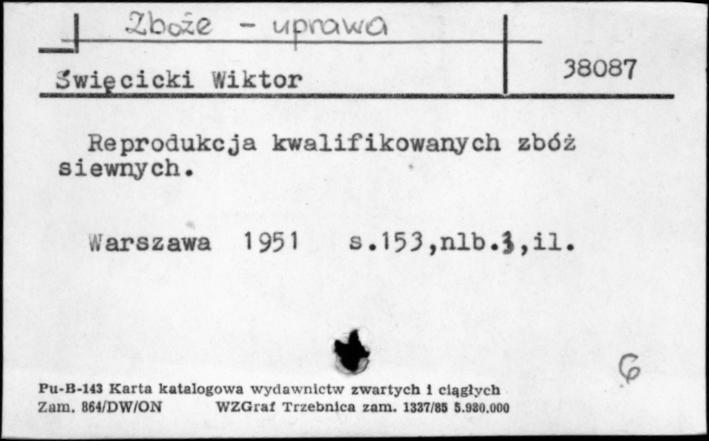 Zboże - uprawa
38087
Święcicki Wiktor
Reprodukcja kwalifikowanych zbóż
siewnych.
Warszawa 1951 s.153,nlb.3,il.
6
Pu-B-143 Karta katalogowa wydawnictw zwartych i ciągłych
Zam. 864/DW/ON WZGraf Trzebnica zam. 1337/85 5.980.000